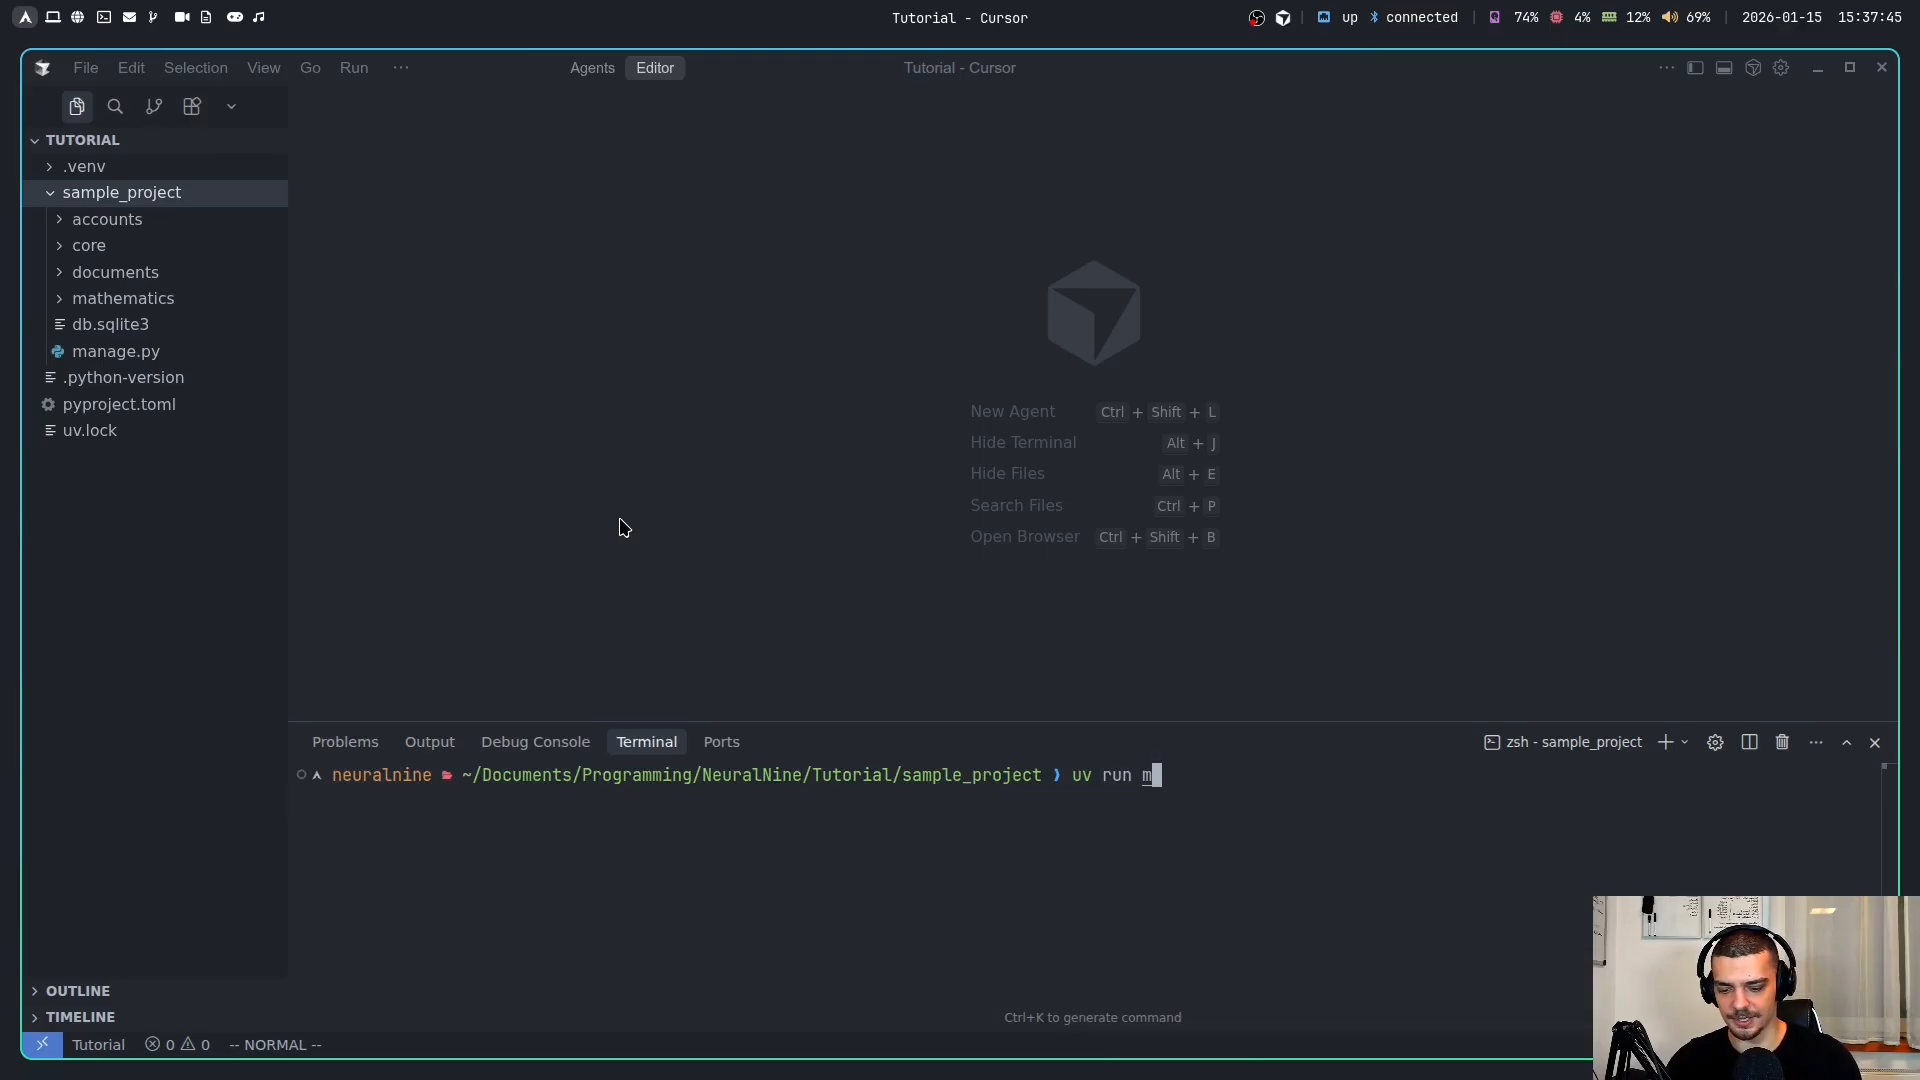 Tutorial - Cursor
up connected 74% 4% 12% 69% 2026-01-15 15:37:45
File Edit Selection View Go Run ··· Agents Editor Tutorial - Cursor
TUTORIAL
.venv
sample_project
accounts
core
documents
mathematics
db.sqlite3
manage.py
.python-version
pyproject.toml
uv.lock
New Agent Ctrl + Shift + L
Hide Terminal Alt + J
Hide Files Alt + E
Search Files Ctrl + P
Open Browser Ctrl + Shift + B
Problems Output Debug Console Terminal Ports zsh - sample_project
neuralnine ~/Documents/Programming/NeuralNine/Tutorial/sample_project ❯ uv run m
OUTLINE
TIMELINE
Ctrl+K to generate command
Tutorial 0 0 -- NORMAL --